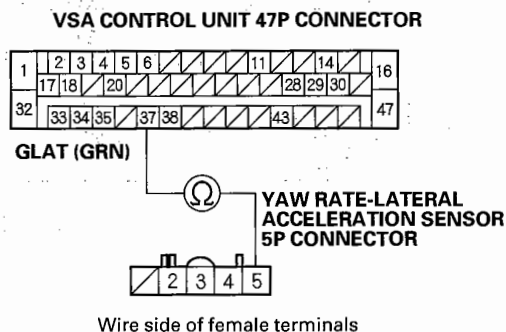 VSA CONTROL UNIT 47P CONNECTOR
1 2 3 4 5 6 11 14 16
17 18 20 28 29 30
32 33 34 35 37 38 43 47
GLAT (GRN)
Ω
YAW RATE-LATERAL
ACCELERATION SENSOR
5P CONNECTOR
2 3 4 5
Wire side of female terminals